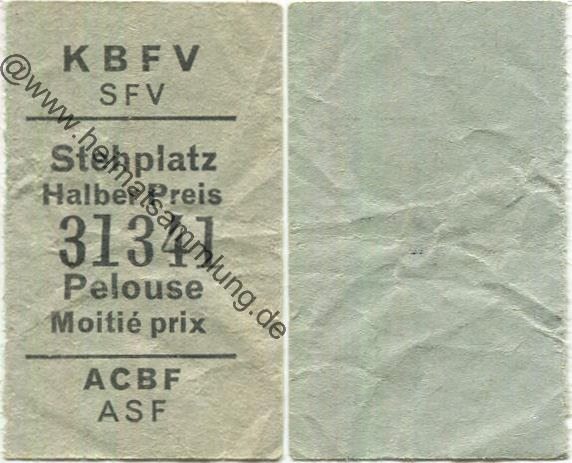 KBFV
SFV
Stehplatz
Halber Preis
31341
Pelouse
Moitié prix
ACBF
ASF
@www.heimatsammlung.de